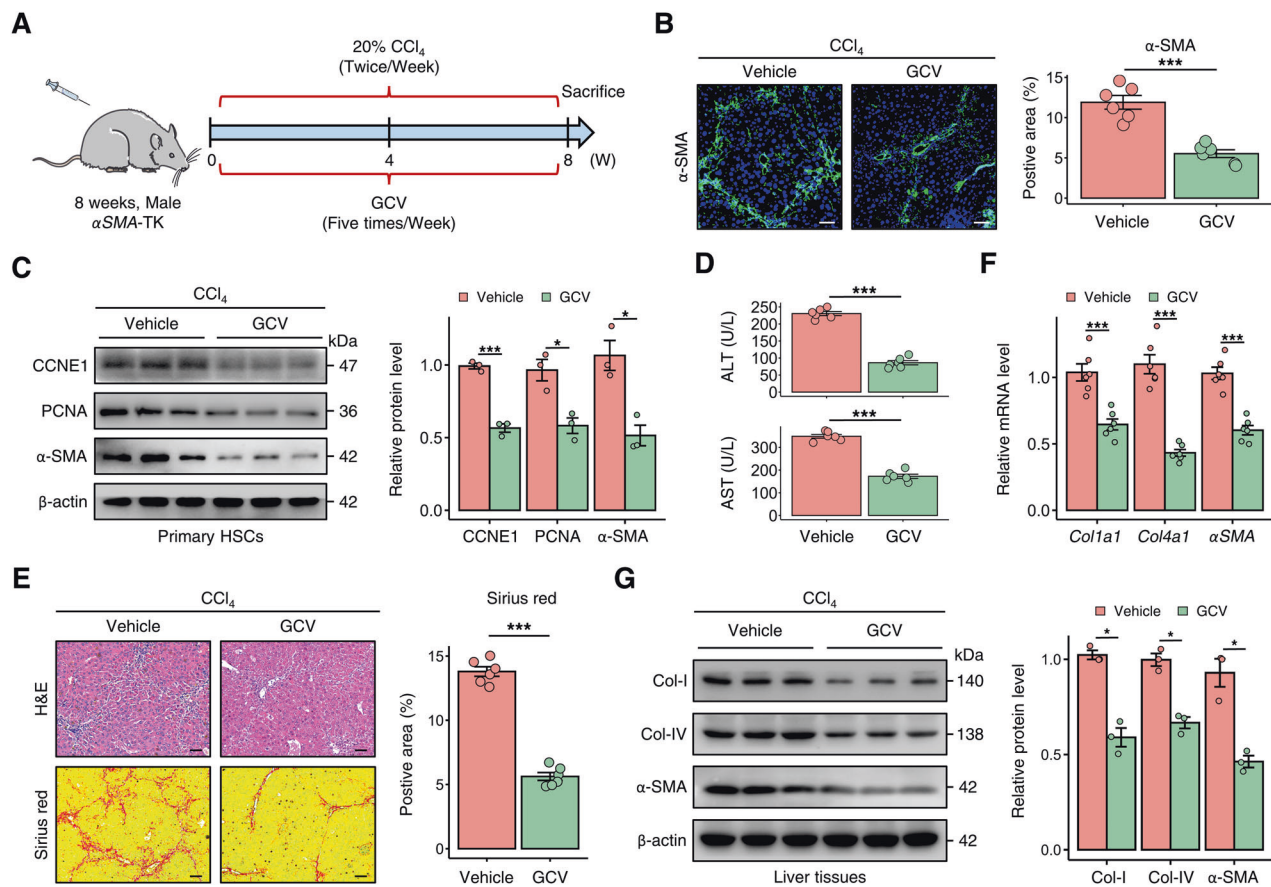 A
20% CCl4
(Twice/Week)
Sacrifice
0
4
8
(W)
8 weeks, Male
αSMA-TK
GCV
(Five times/Week)
B
CCl4
Vehicle
GCV
α-SMA
α-SMA
***
Postive area (%)
15
10
5
0
Vehicle
GCV
C
CCl4
Vehicle
GCV
kDa
CCNE1
47
PCNA
36
α-SMA
42
β-actin
42
Primary HSCs
Vehicle
GCV
Relative protein level
1.0
0.5
0.0
***
*
*
CCNE1
PCNA
α-SMA
D
ALT (U/L)
250
200
150
100
50
0
***
AST (U/L)
300
200
100
0
***
Vehicle
GCV
F
Vehicle
GCV
Relative mRNA level
1.0
0.5
0.0
***
***
***
Col1a1
Col4a1
αSMA
E
CCl4
Vehicle
GCV
H&E
Sirius red
Sirius red
***
Postive area (%)
15
10
5
0
Vehicle
GCV
G
CCl4
Vehicle
GCV
kDa
Col-I
140
Col-IV
138
α-SMA
42
β-actin
42
Liver tissues
Vehicle
GCV
Relative protein level
1.0
0.5
0.0
*
*
*
Col-I
Col-IV
α-SMA